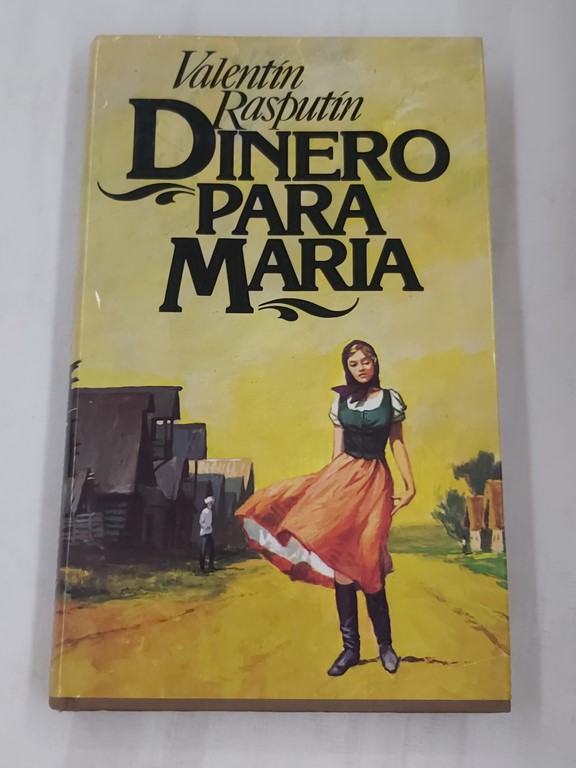 Valentín
Rasputín
DINERO
PARA
MARIA